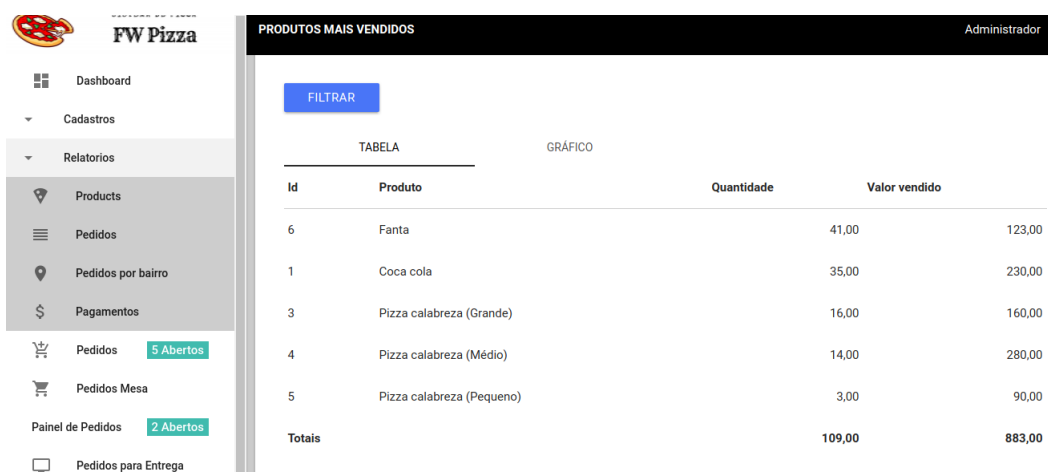 FW Pizza
Dashboard
Cadastros
Relatorios
Products
Pedidos
Pedidos por bairro
Pagamentos
Pedidos 5 Abertos
Pedidos Mesa
Painel de Pedidos 2 Abertos
Pedidos para Entrega
PRODUTOS MAIS VENDIDOS Administrador
FILTRAR
TABELA GRÁFICO
Id Produto Quantidade Valor vendido
6 Fanta 41,00 123,00
1 Coca cola 35,00 230,00
3 Pizza calabreza (Grande) 16,00 160,00
4 Pizza calabreza (Médio) 14,00 280,00
5 Pizza calabreza (Pequeno) 3,00 90,00
Totais 109,00 883,00